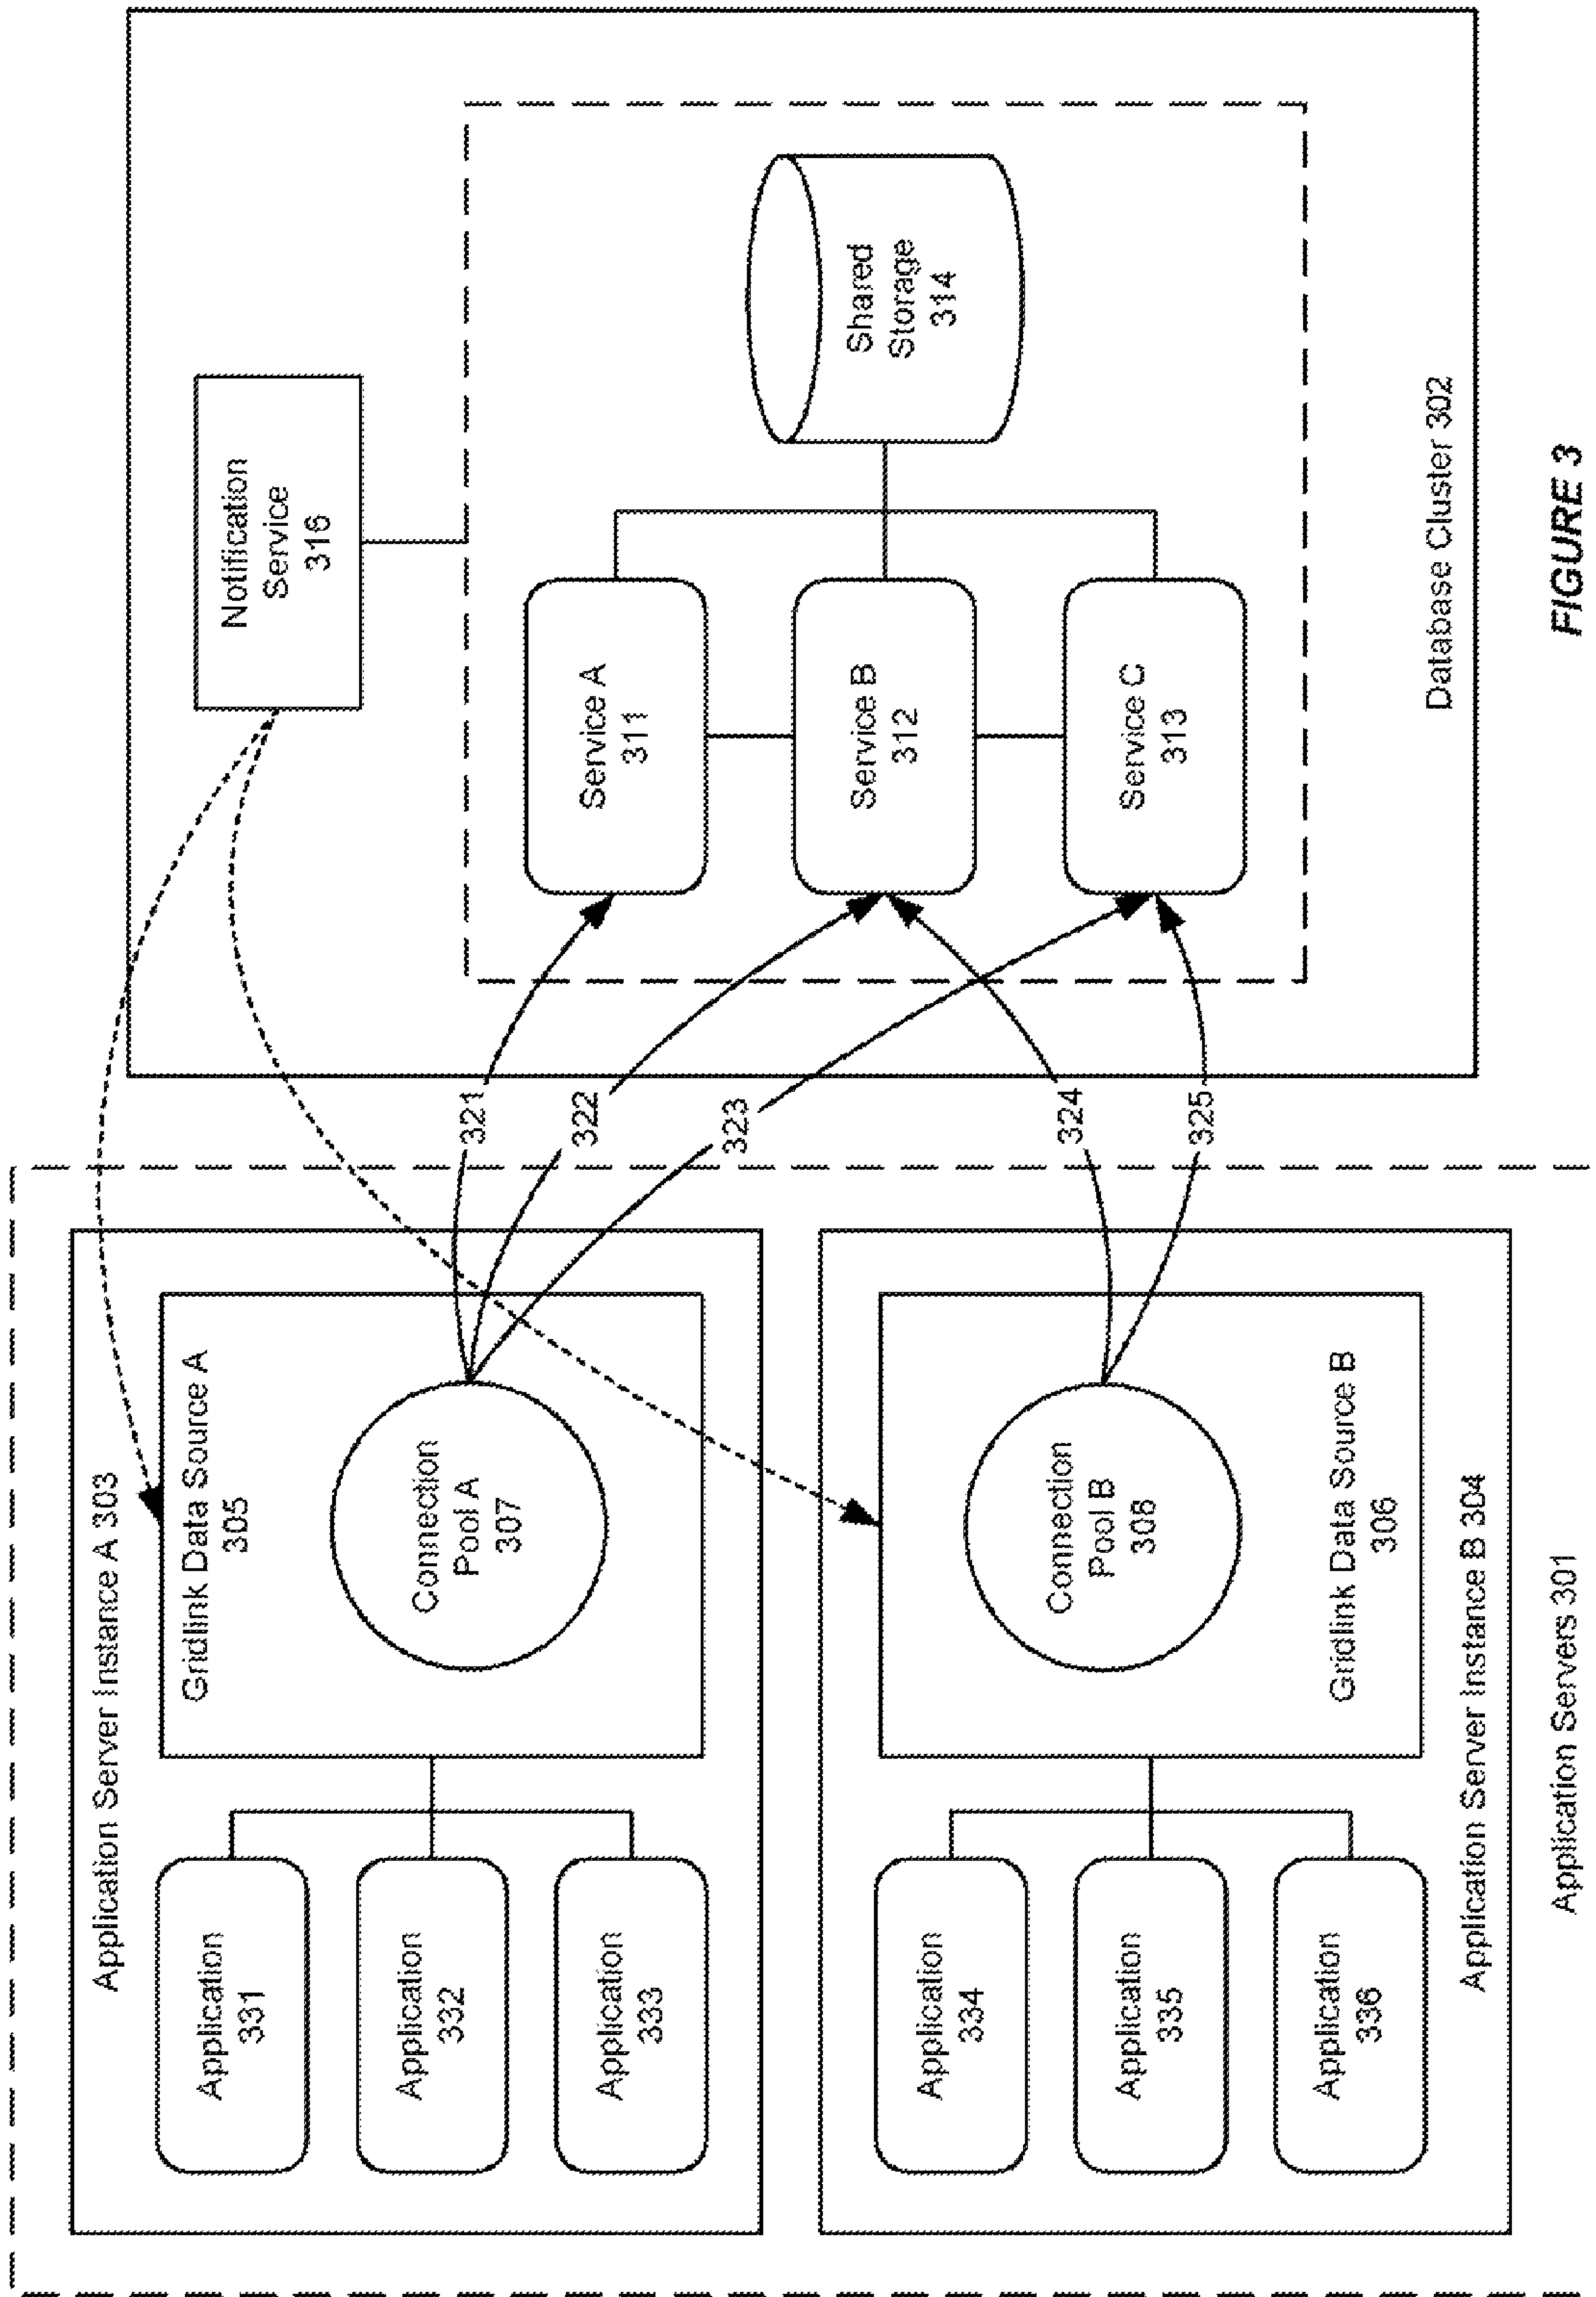 Application Server Instance A 303
Gridlink Data Source A
305
Connection
Pool A
307
Application
331
Application
332
Application
333
Connection
Pool B
308
Gridlink Data Source B
306
Application
334
Application
335
Application
336
Application Server Instance B 304
Application Servers 301
321
322
323
324
325
Notification
Service
316
Service A
311
Service B
312
Service C
313
Shared
Storage
314
Database Cluster 302
FIGURE 3